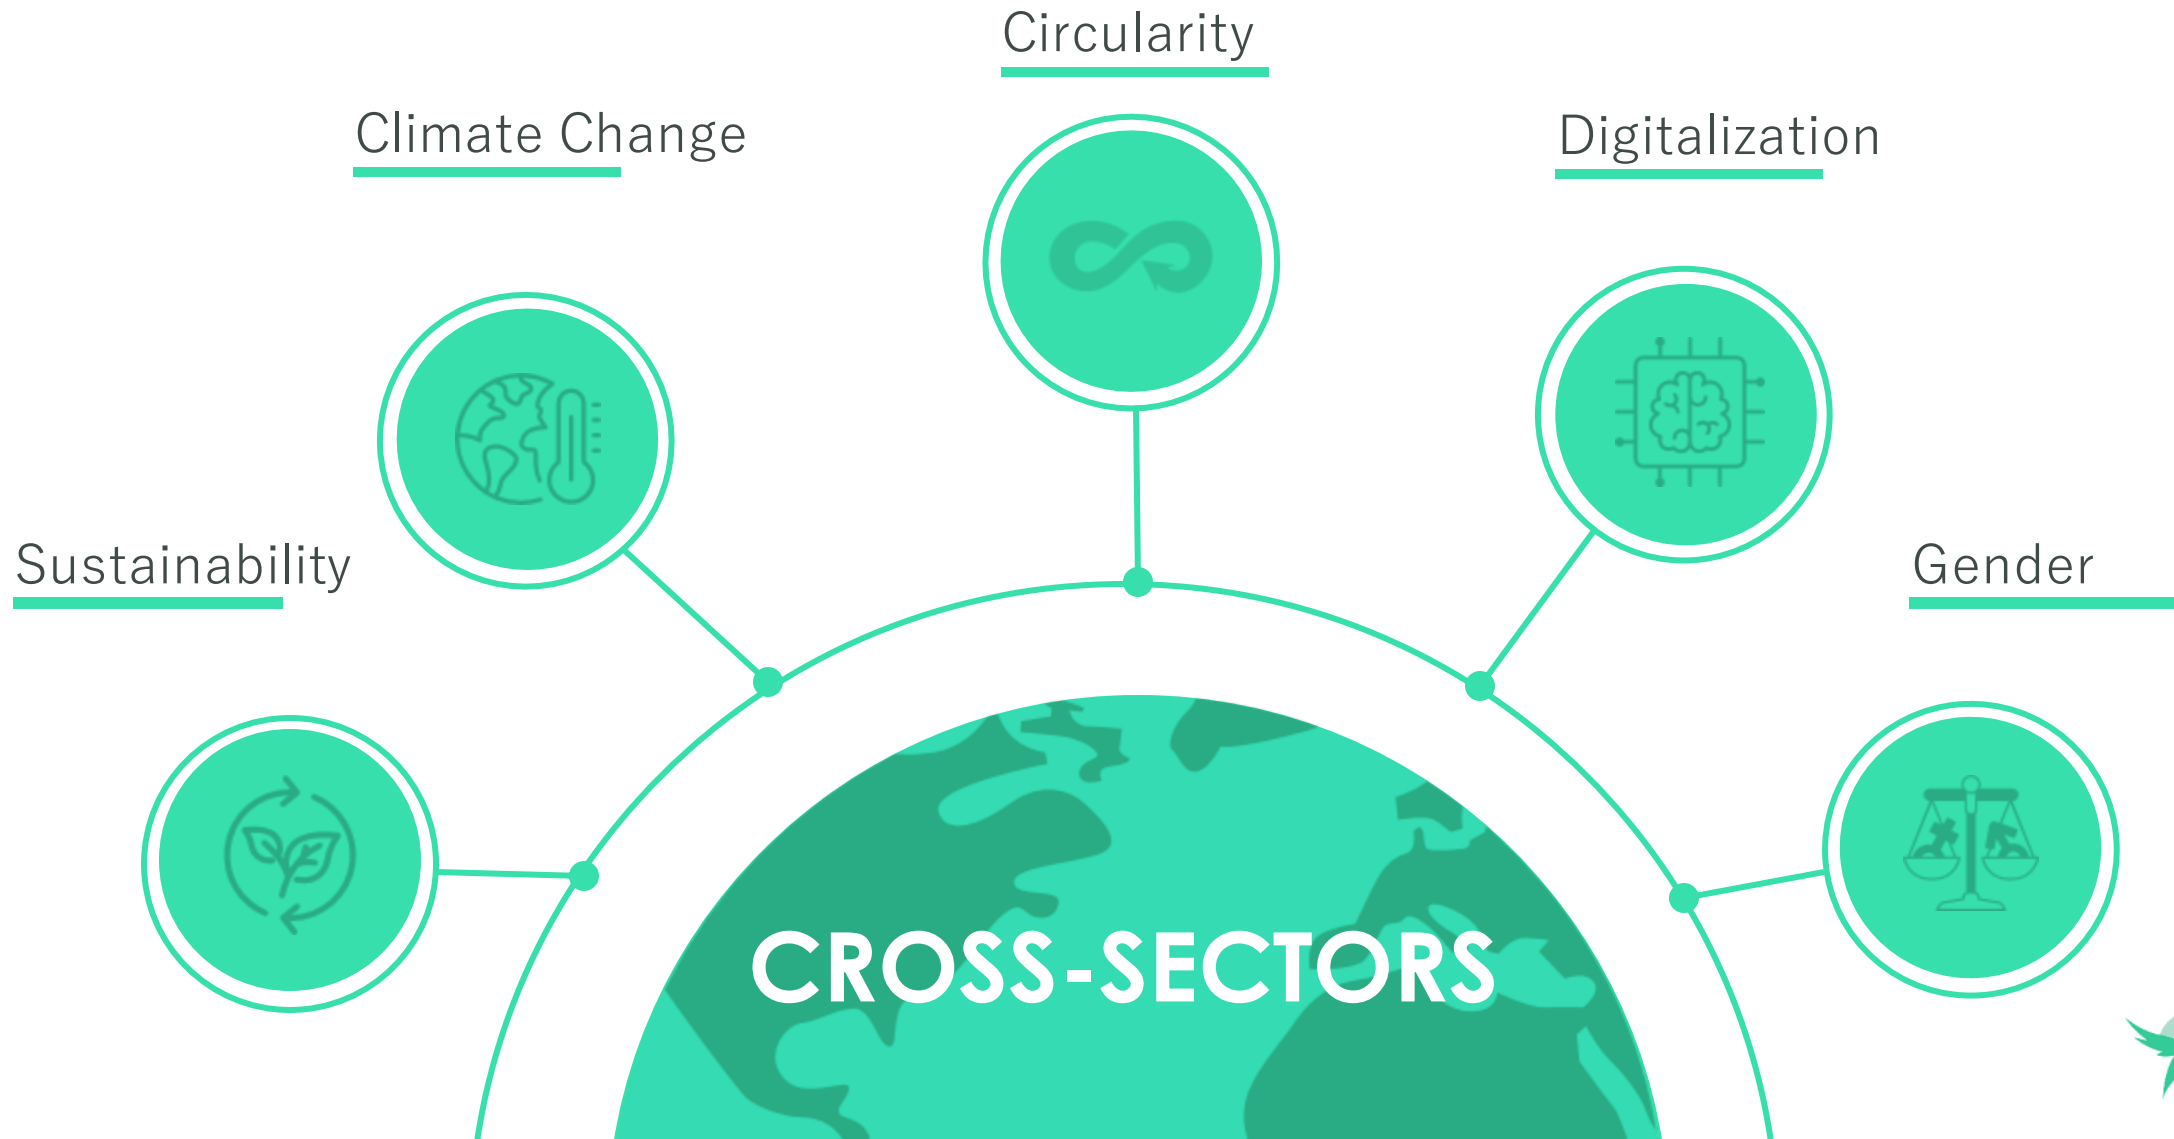 Circularity
Climate Change
Digitalization
Sustainability
Gender
CROSS-SECTORS